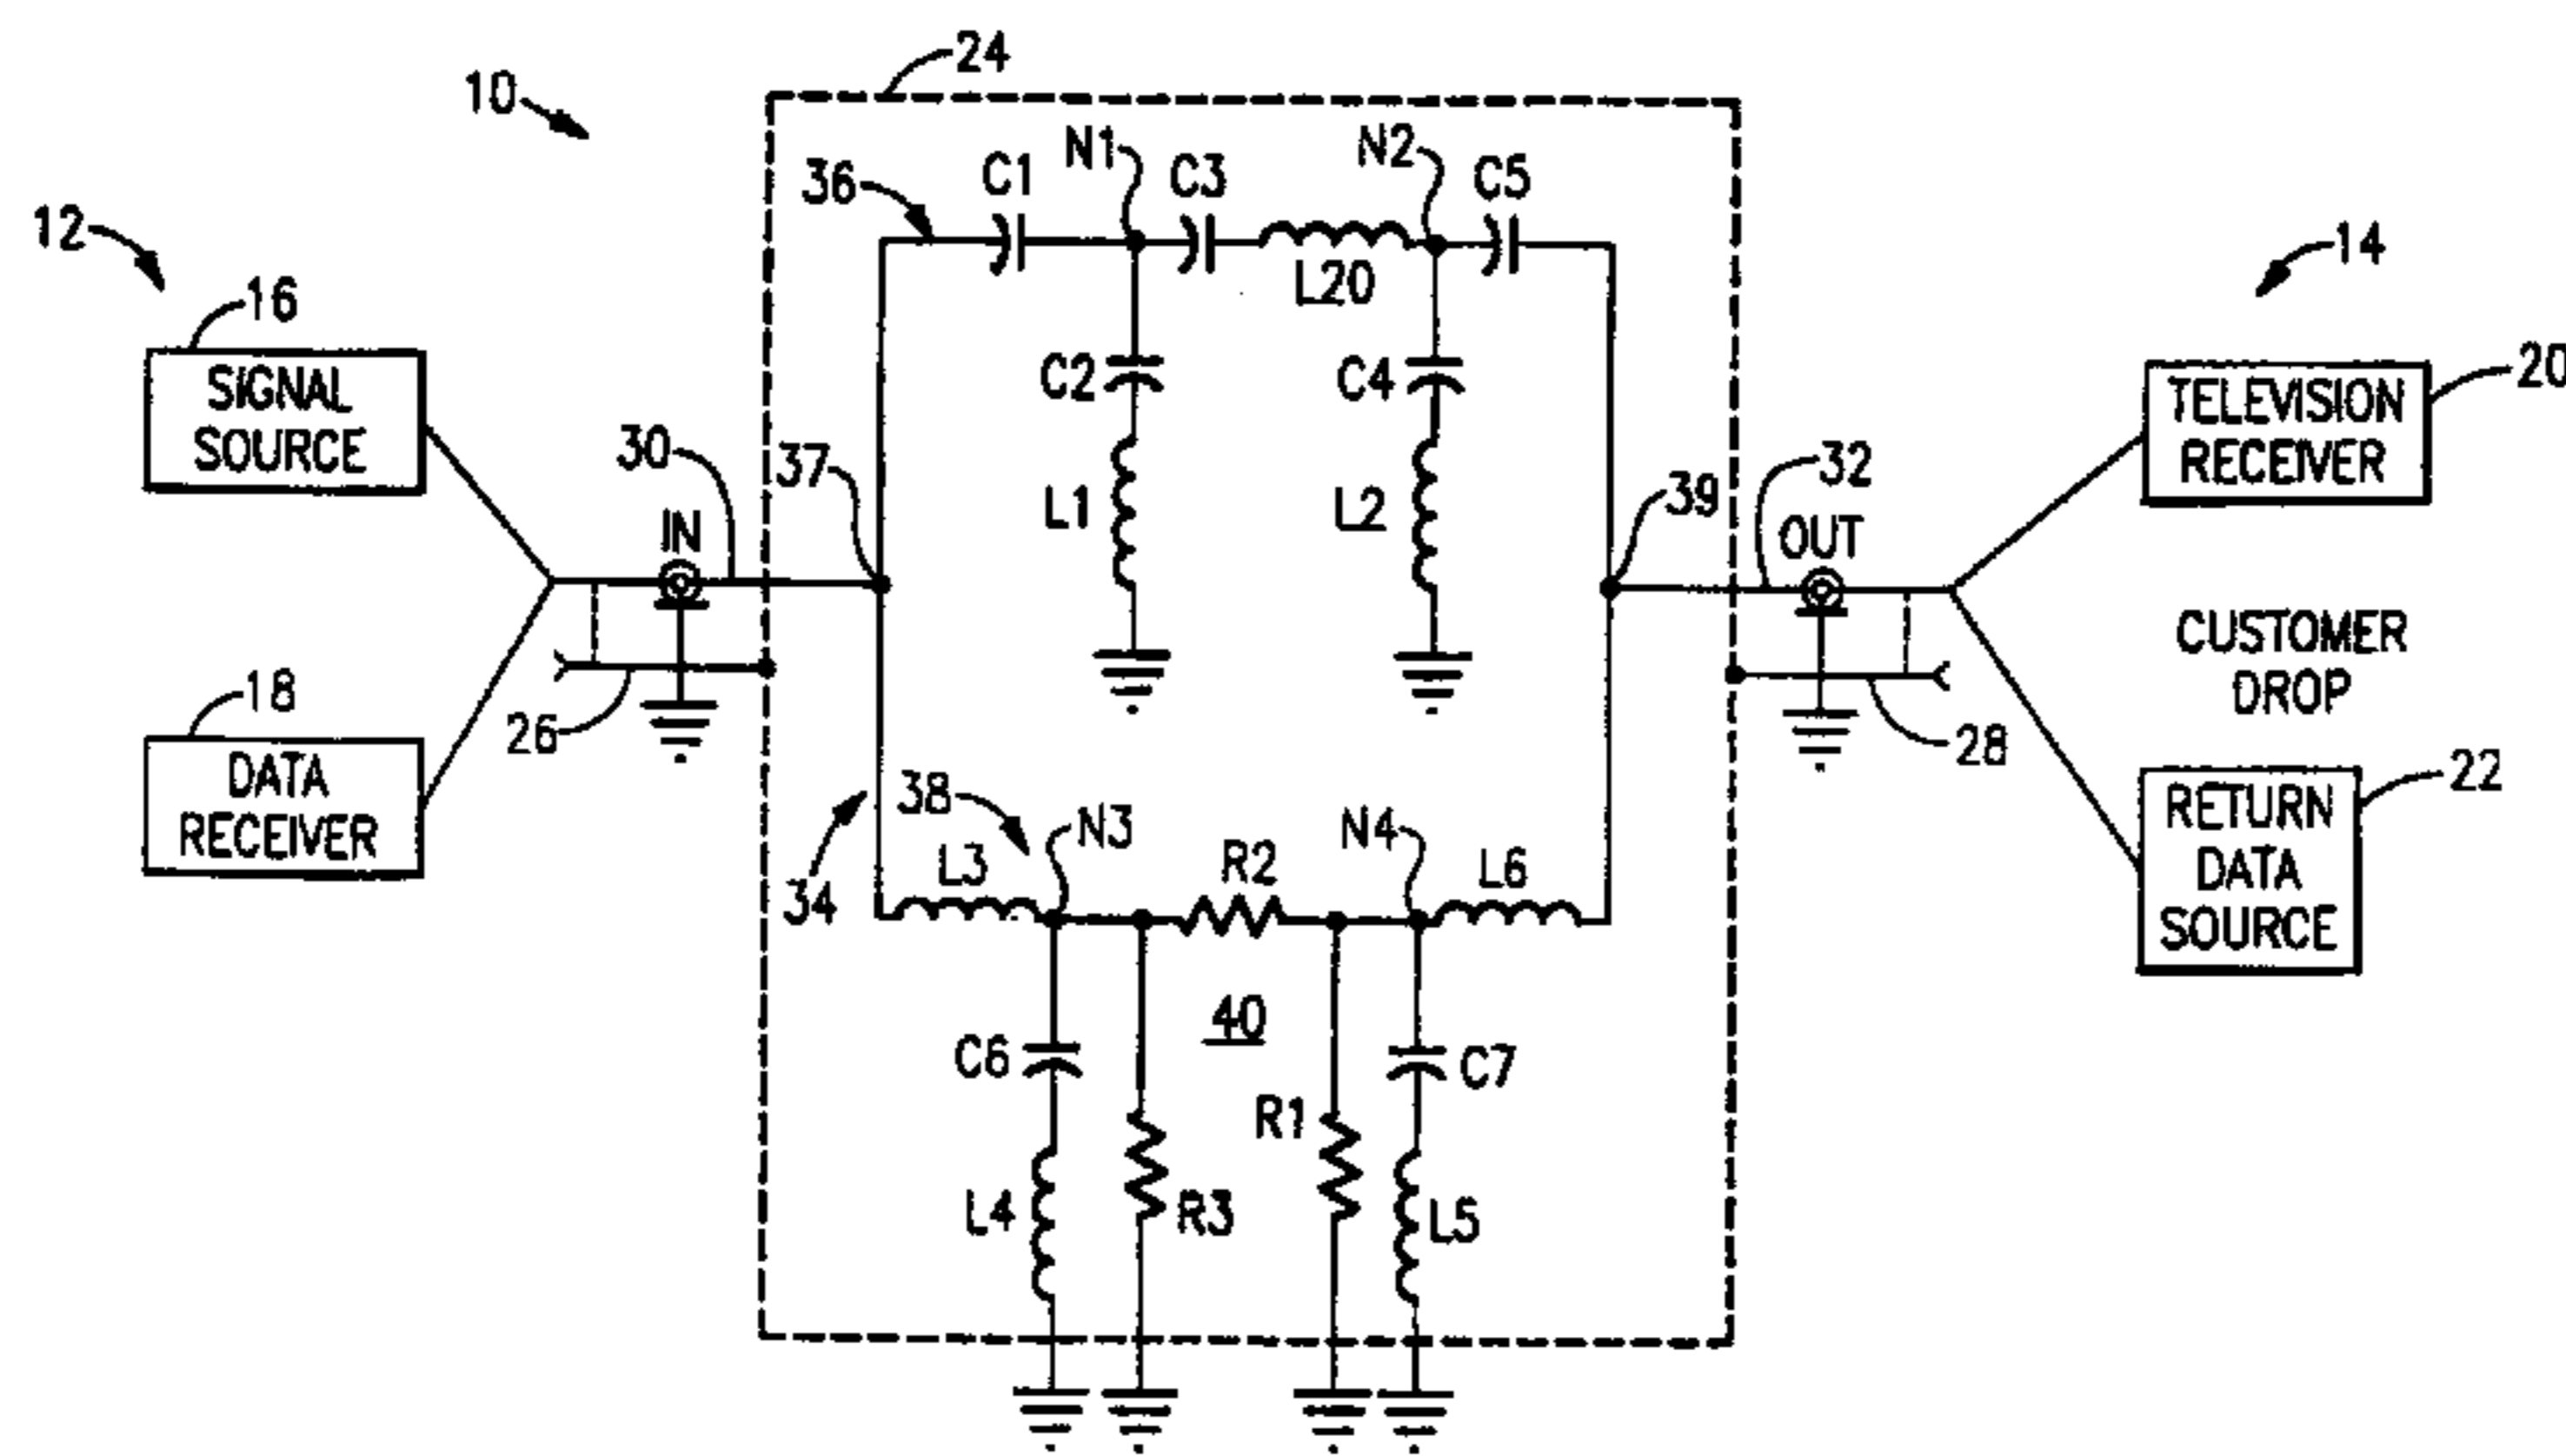 24
10
N1
N2
C1
C3
C5
36
12
14
L20
16
SIGNAL
SOURCE
C2
C4
TELEVISION
RECEIVER
20
30
37
L1
L2
39
32
IN
OUT
CUSTOMER
DROP
18
26
28
DATA
RECEIVER
38
N3
N4
22
RETURN
DATA
SOURCE
34
L3
R2
L6
40
C6
C7
R1
L4
R3
L5